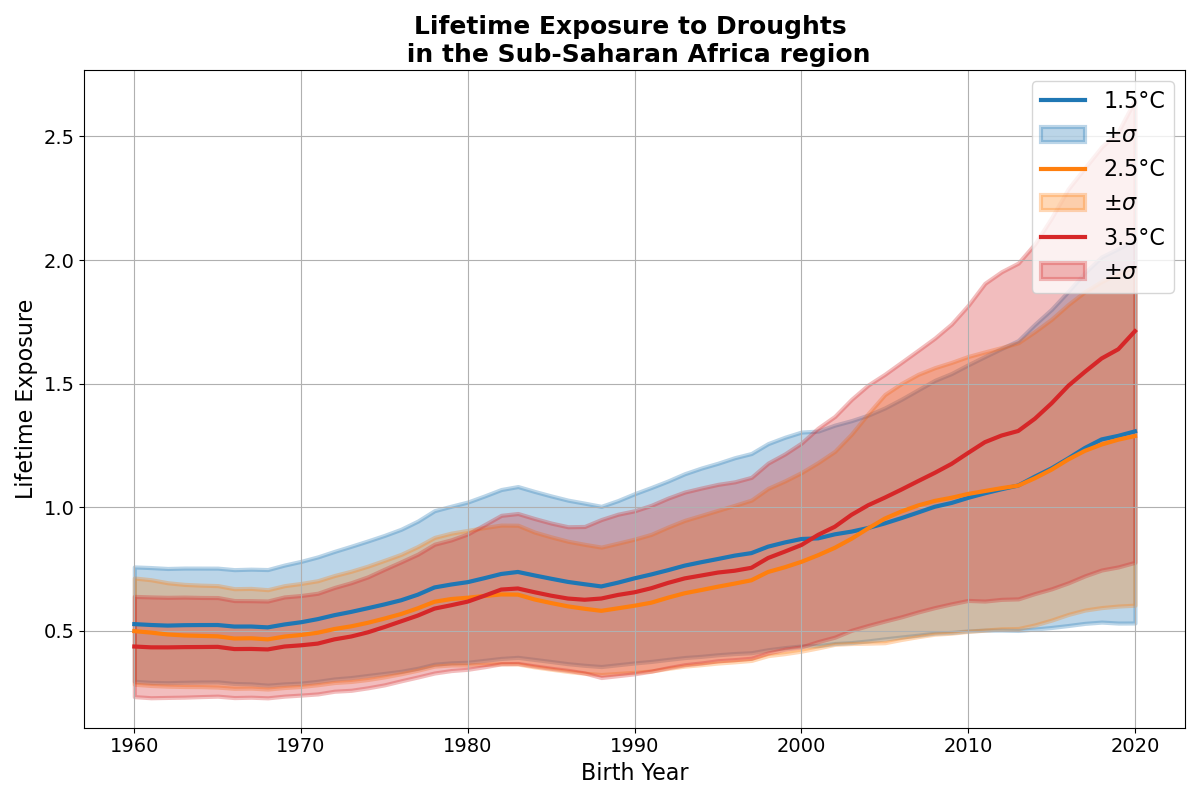 Lifetime Exposure to Droughts
in the Sub-Saharan Africa region
Lifetime Exposure
2.5
2.0
1.5
1.0
0.5
1960
1970
1980
1990
2000
2010
2020
Birth Year
1.5°C
±σ
2.5°C
±σ
3.5°C
±σ